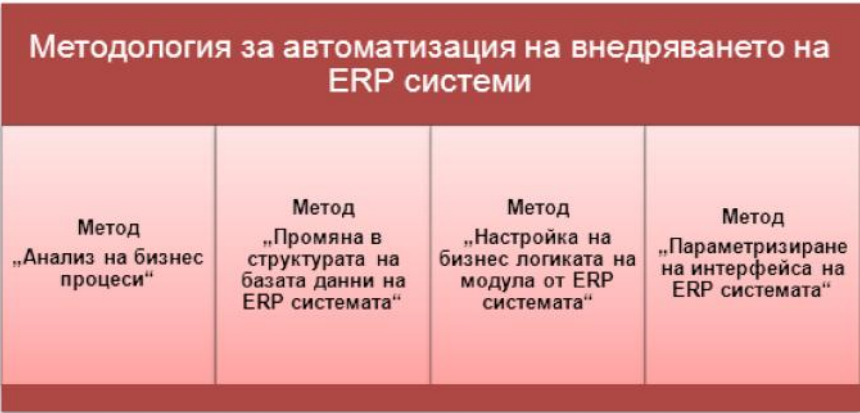 Методология за автоматизация на внедряването на
ERP системи
Метод
„Анализ на бизнес
процеси“
Метод
„Промяна в
структурата на
базата данни на
ERP системата“
Метод
„Настройка на
бизнес логиката на
модула от ERP
системата“
Метод
„Параметризиране
на интерфейса на
ERP системата“